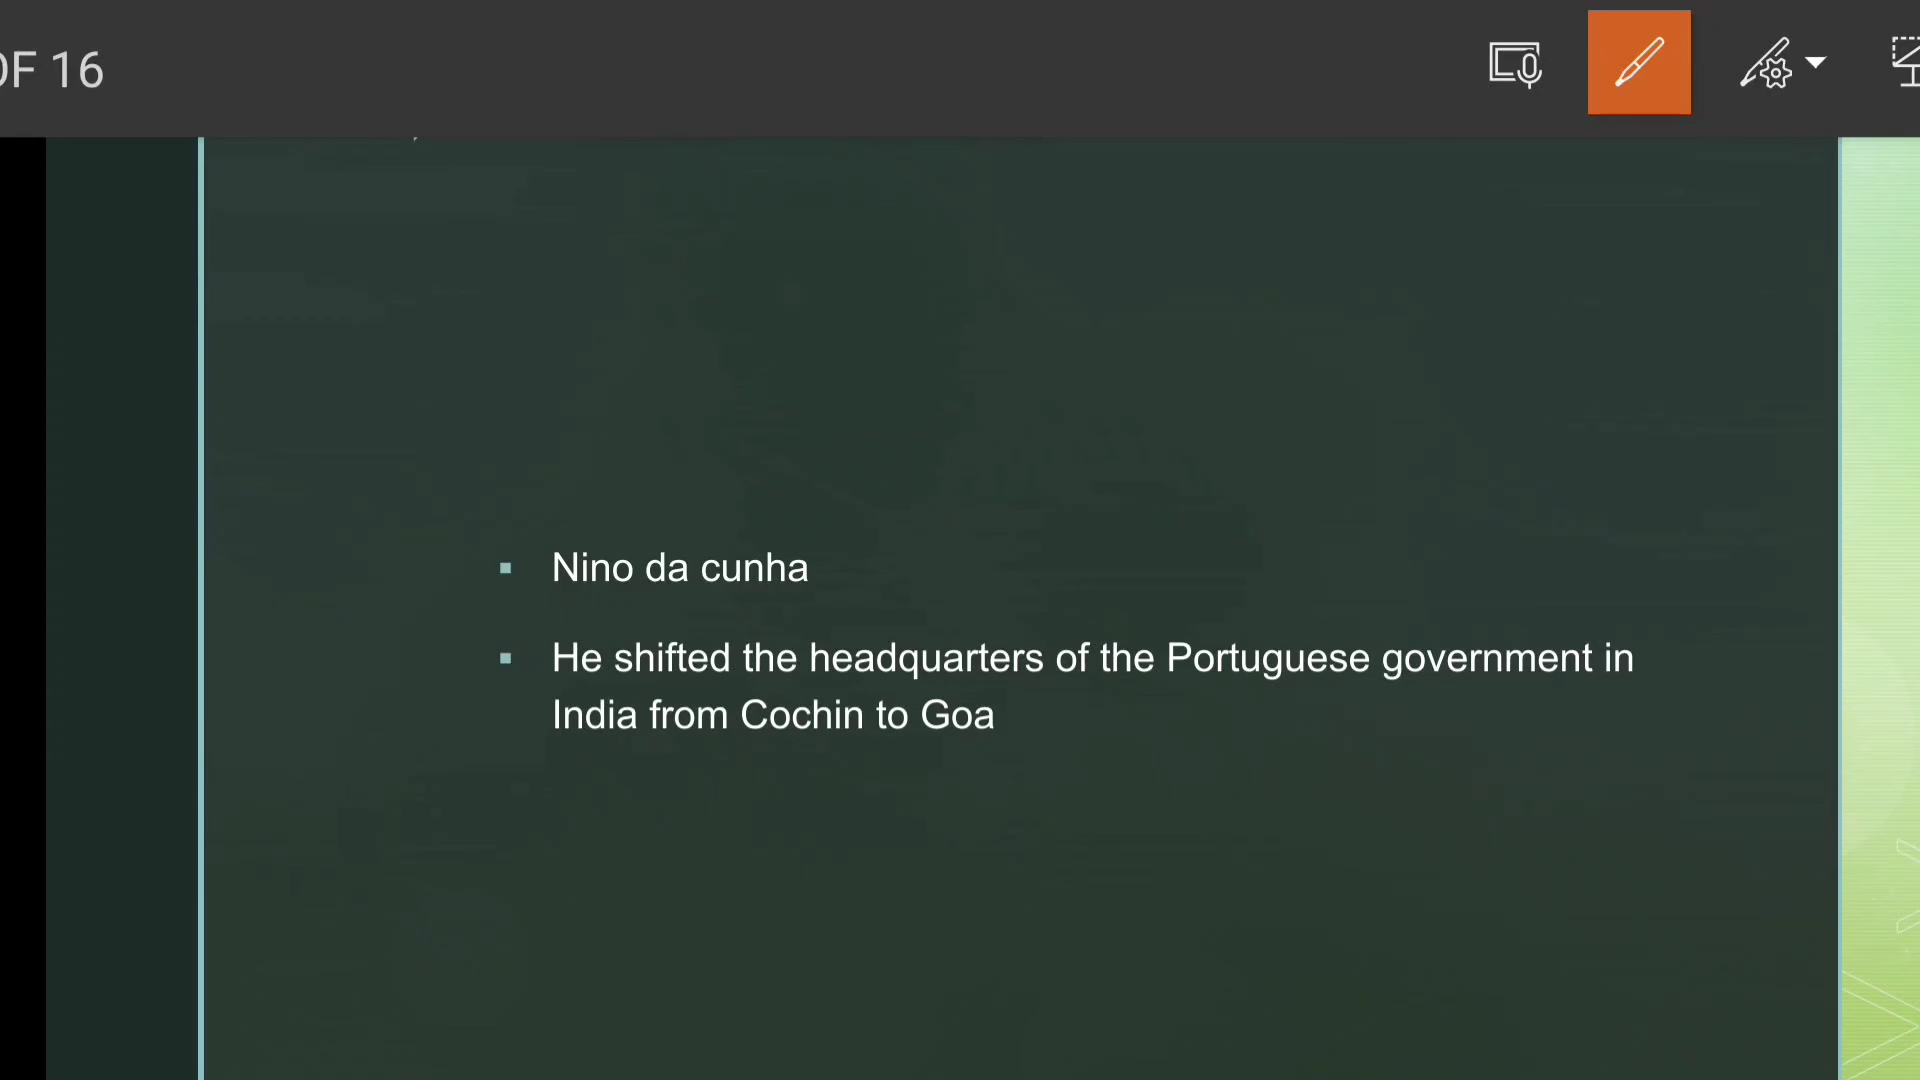 OF 16
Nino da cunha
He shifted the headquarters of the Portuguese government in
India from Cochin to Goa